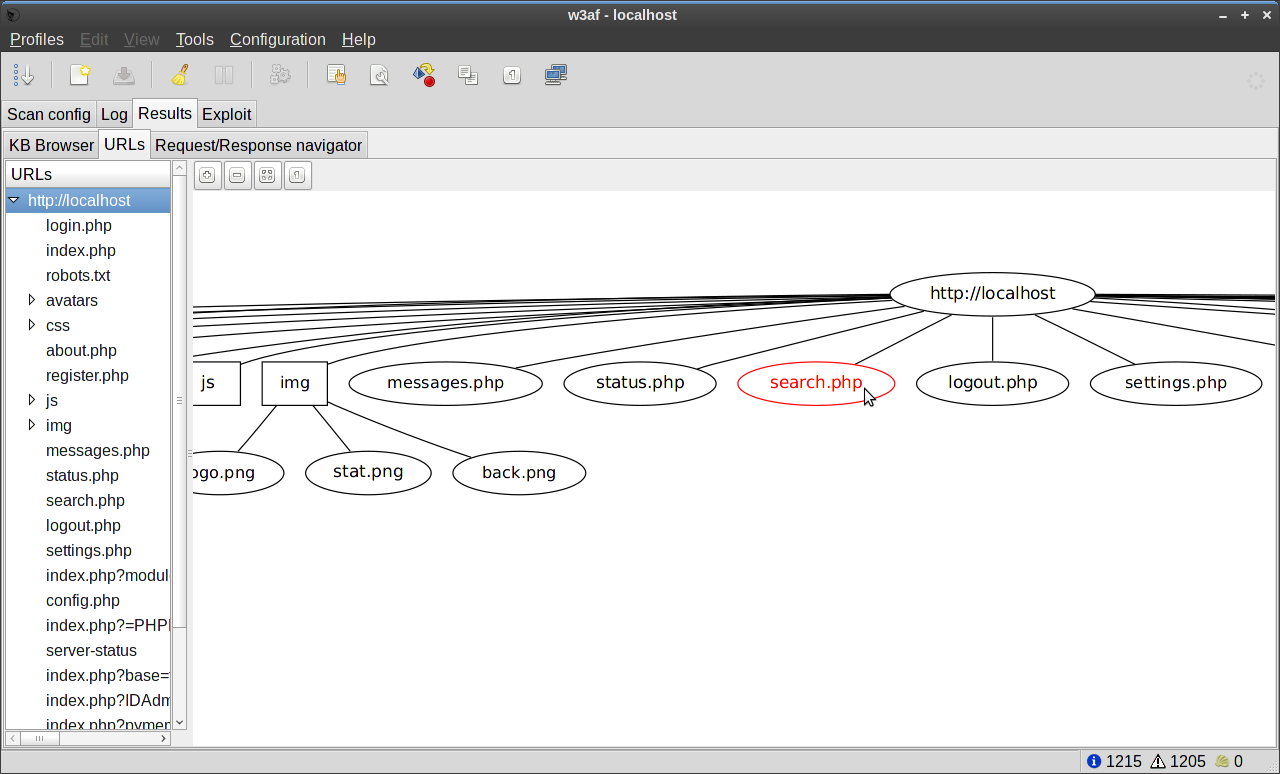 w3af - localhost
Profiles Edit View Tools Configuration Help
Scan config Log Results Exploit
KB Browser URLs Request/Response navigator
URLs
http://localhost
login.php
index.php
robots.txt
avatars
css
about.php
register.php
js
img
messages.php
status.php
search.php
logout.php
settings.php
index.php?modul
config.php
index.php?=PHP
server-status
index.php?base=
index.php?IDAdm
index.php?pymen
http://localhost
js img messages.php status.php search.php logout.php settings.php
ogo.png stat.png back.png
1215 1205 0